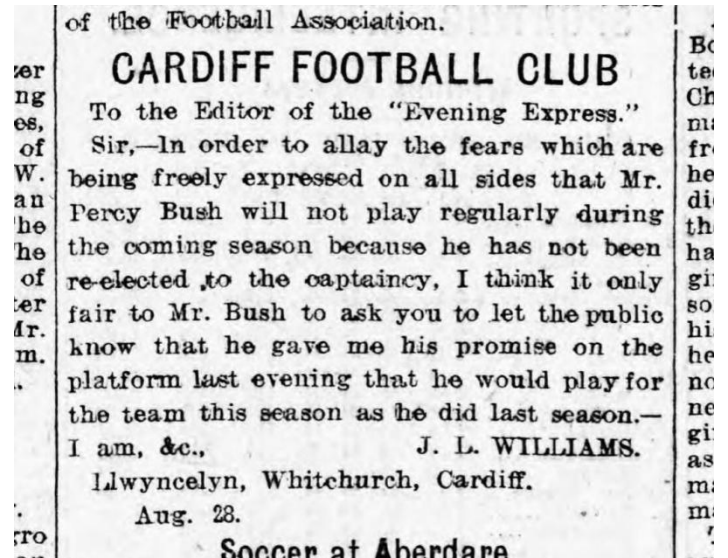 of the Football Association.
CARDIFF FOOTBALL CLUB
To the Editor of the "Evening Express."
Sir,—In order to allay the fears which are
being freely expressed on all sides that Mr.
Percy Bush will not play regularly during
the coming season because he has not been
re-elected to the captaincy, I think it only
fair to Mr. Bush to ask you to let the public
know that he gave me his promise on the
platform last evening that he would play for
the team this season as he did last season.—
I am, &c., J. L. WILLIAMS.
Llwyncelyn, Whitchurch, Cardiff.
Aug. 28.
Soccer at Aberdare